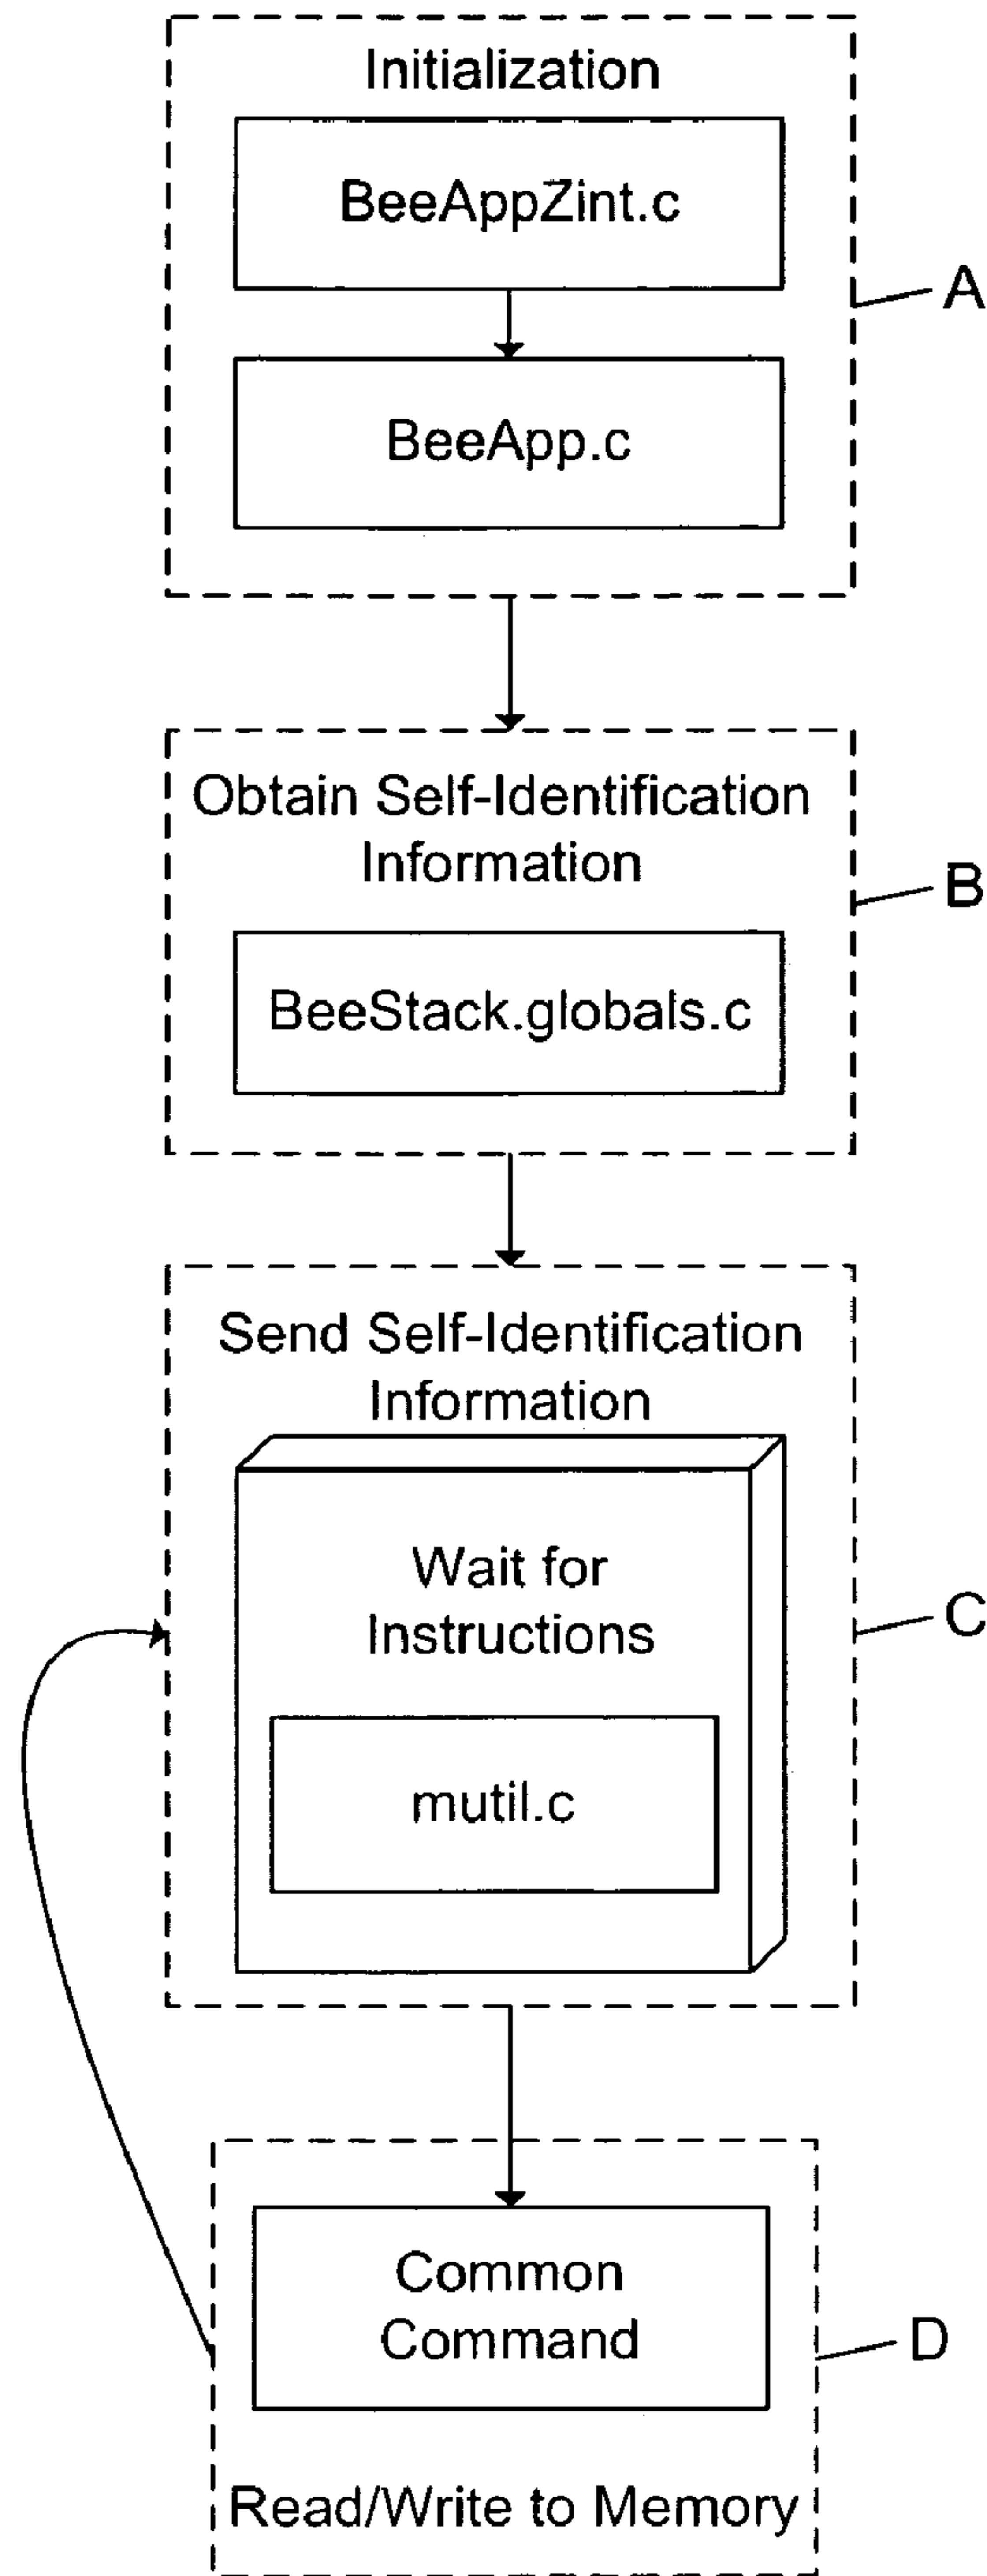 Initialization
BeeAppZint.c
A
BeeApp.c
Obtain Self-Identification
Information
B
BeeStack.globals.c
Send Self-Identification
Information
Wait for
Instructions
C
mutil.c
Common
Command
D
Read/Write to Memory